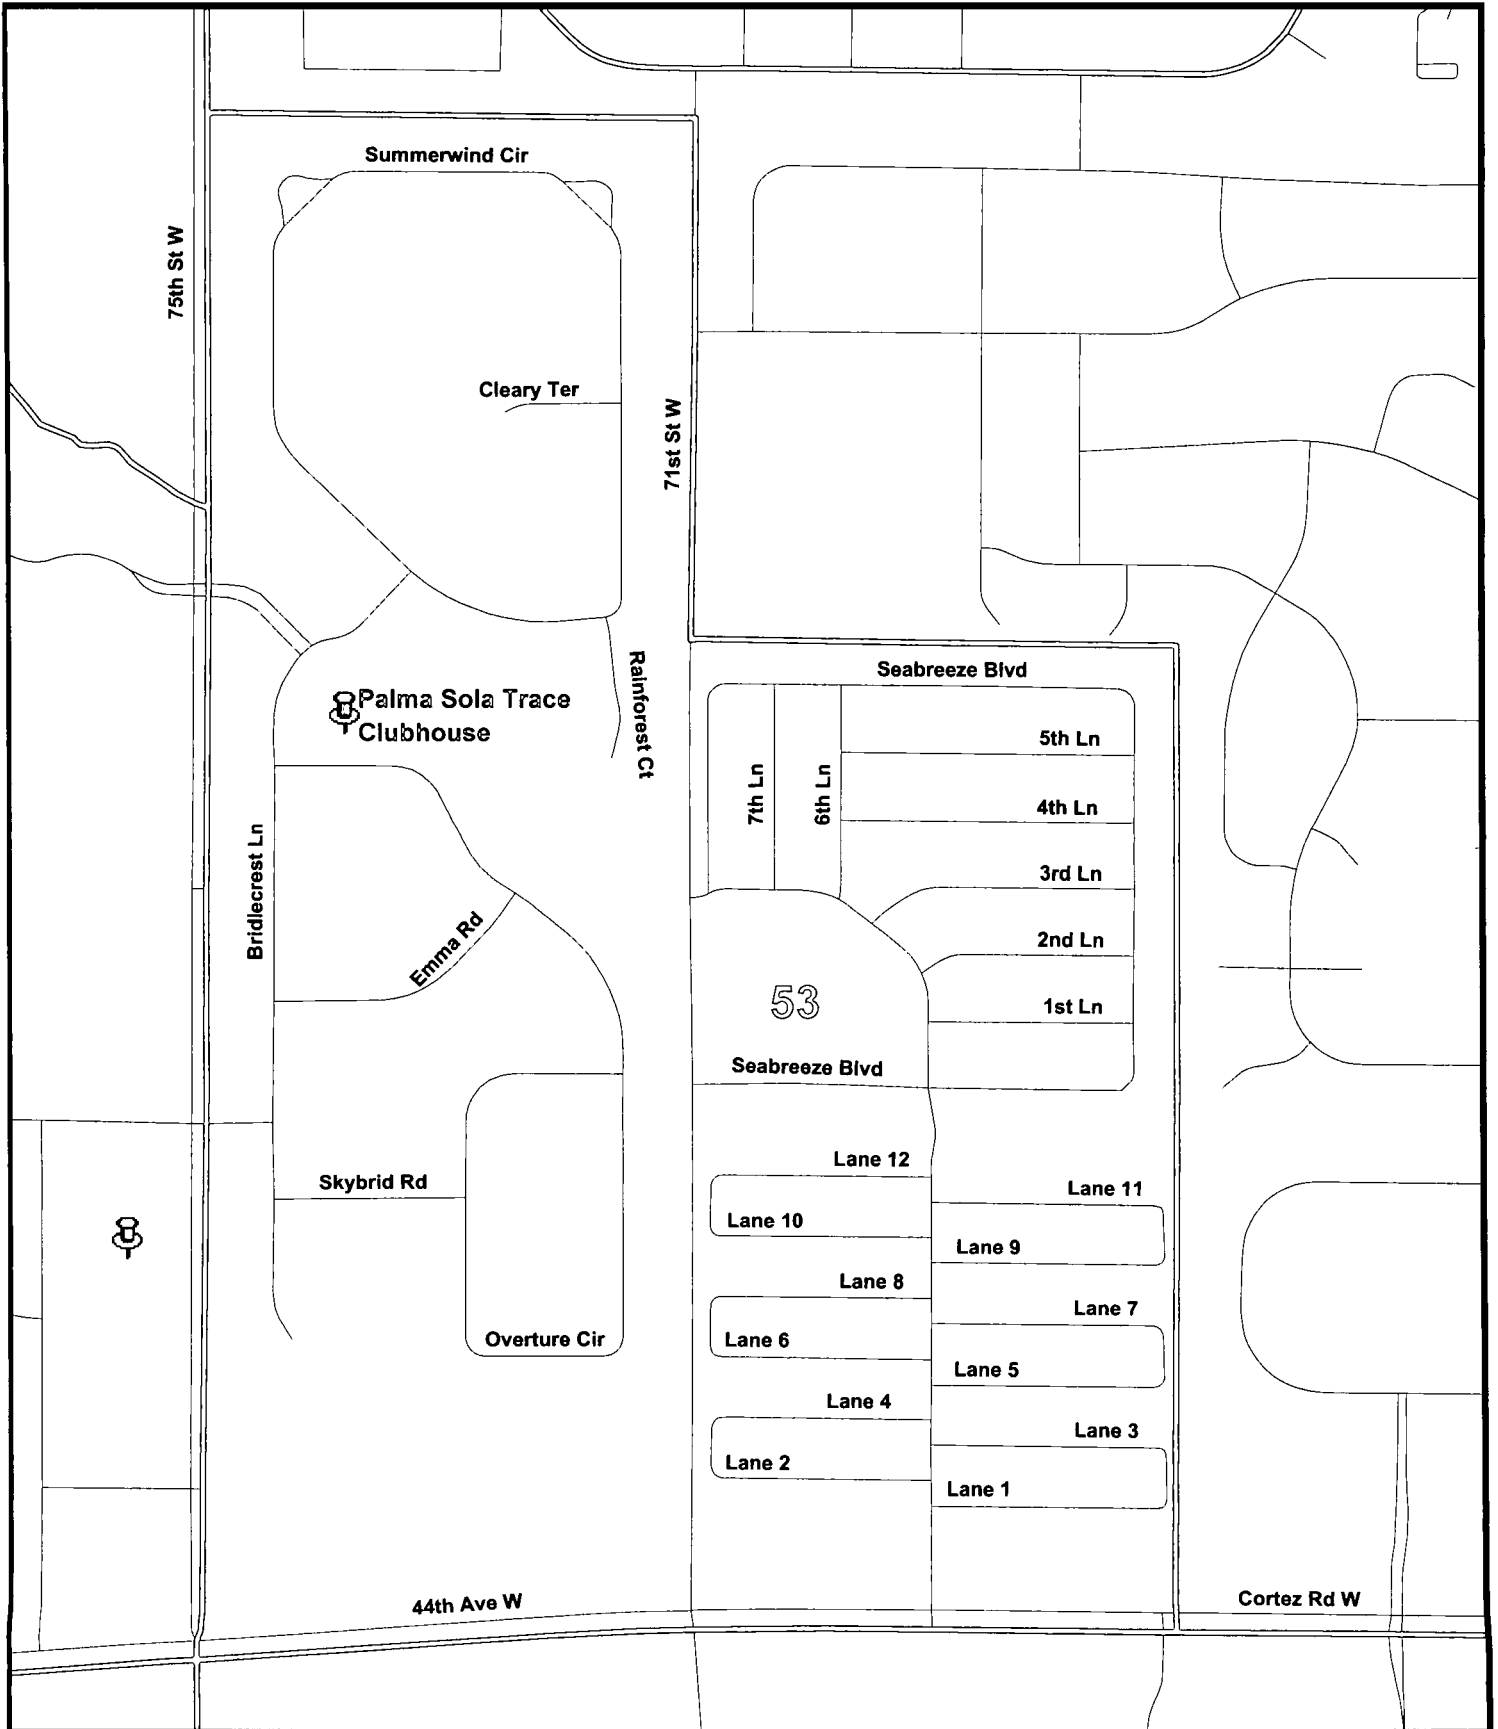 Summerwind Cir
75th St W
Cleary Ter
71st St W
Seabreeze Blvd
Rainforest Ct
Palma Sola Trace
Clubhouse
5th Ln
7th Ln
6th Ln
4th Ln
Bridlecrest Ln
3rd Ln
Emma Rd
2nd Ln
53
1st Ln
Seabreeze Blvd
Lane 12
Skybrid Rd
Lane 11
Lane 10
Lane 9
Lane 8
Lane 7
Overture Cir
Lane 6
Lane 5
Lane 4
Lane 3
Lane 2
Lane 1
44th Ave W
Cortez Rd W